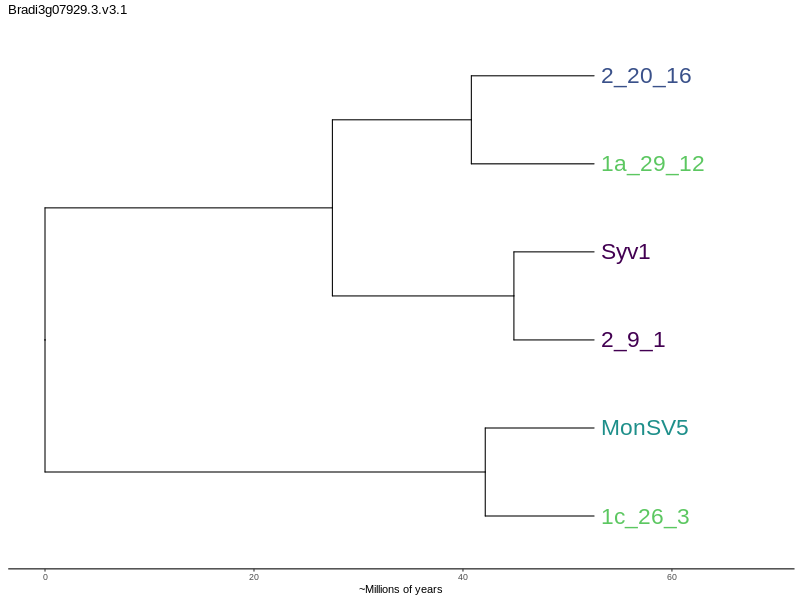 Bradi3g07929.3.v3.1
2_20_16
1a_29_12
Syv1
2_9_1
MonSV5
1c_26_3
0 20 40 60
~Millions of years